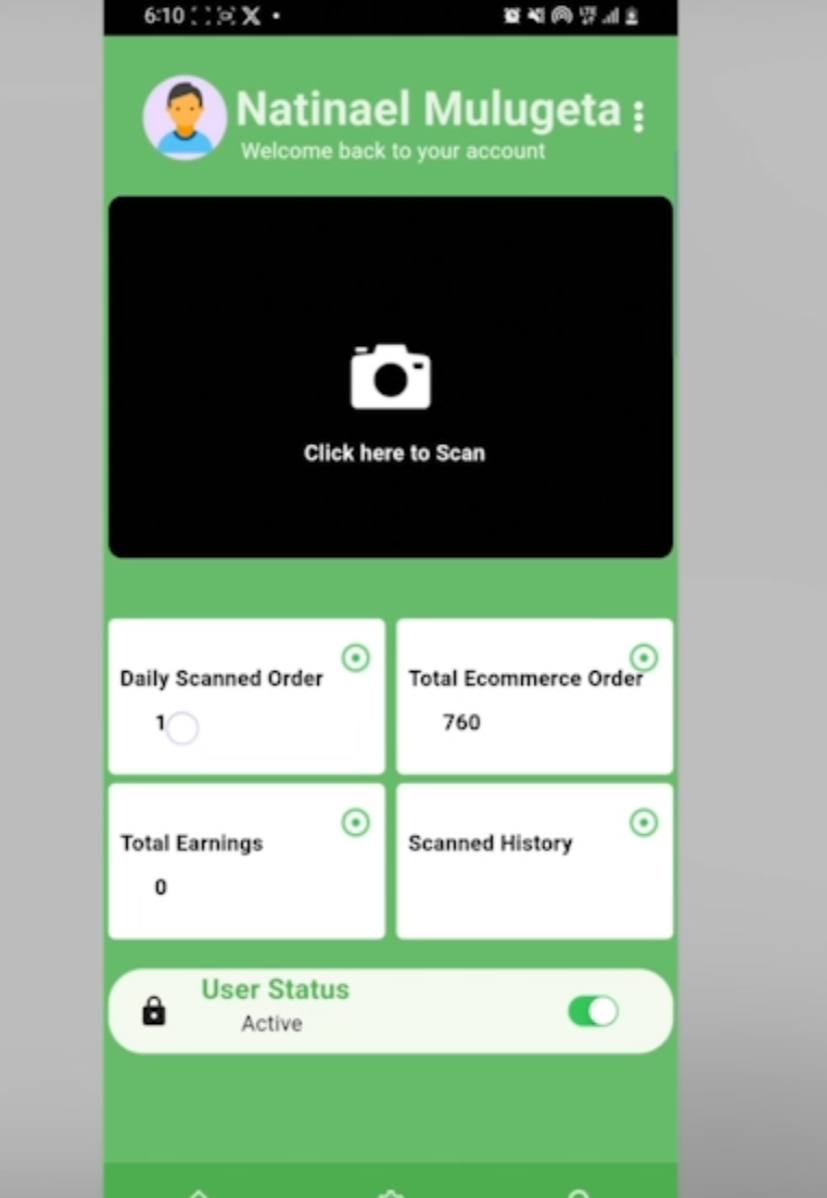 6:10
Natinael Mulugeta
Welcome back to your account
Click here to Scan
Daily Scanned Order
1
Total Ecommerce Order
760
Total Earnings
0
Scanned History
User Status
Active